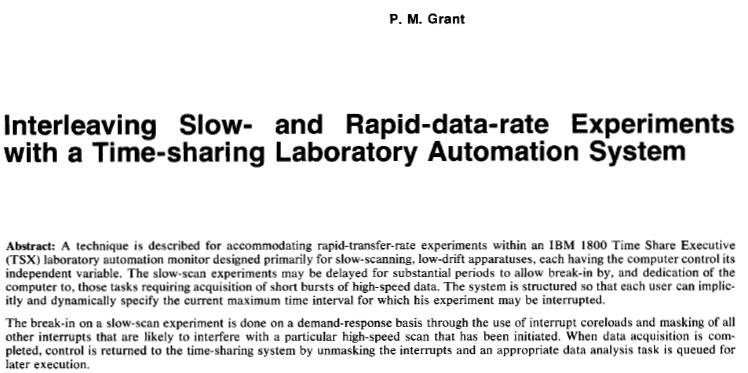 P. M. Grant
Interleaving Slow- and Rapid-data-rate Experiments
with a Time-sharing Laboratory Automation System
Abstract: A technique is described for accommodating rapid-transfer-rate experiments within an IBM 1800 Time Share Executive
(TSX) laboratory automation monitor designed primarily for slow-scanning, low-drift apparatuses, each having the computer control its
independent variable. The slow-scan experiments may be delayed for substantial periods to allow break-in by, and dedication of the
computer to, those tasks requiring acquisition of short bursts of high-speed data. The system is structured so that each user can implic-
itly and dynamically specify the current maximum time interval for which his experiment may be interrupted.
The break-in on a slow-scan experiment is done on a demand-response basis through the use of interrupt coreloads and masking of all
other interrupts that are likely to interfere with a particular high-speed scan that has been initiated. When data acquisition is com-
pleted, control is returned to the time-sharing system by unmasking the interrupts and an appropriate data analysis task is queued for
later execution.